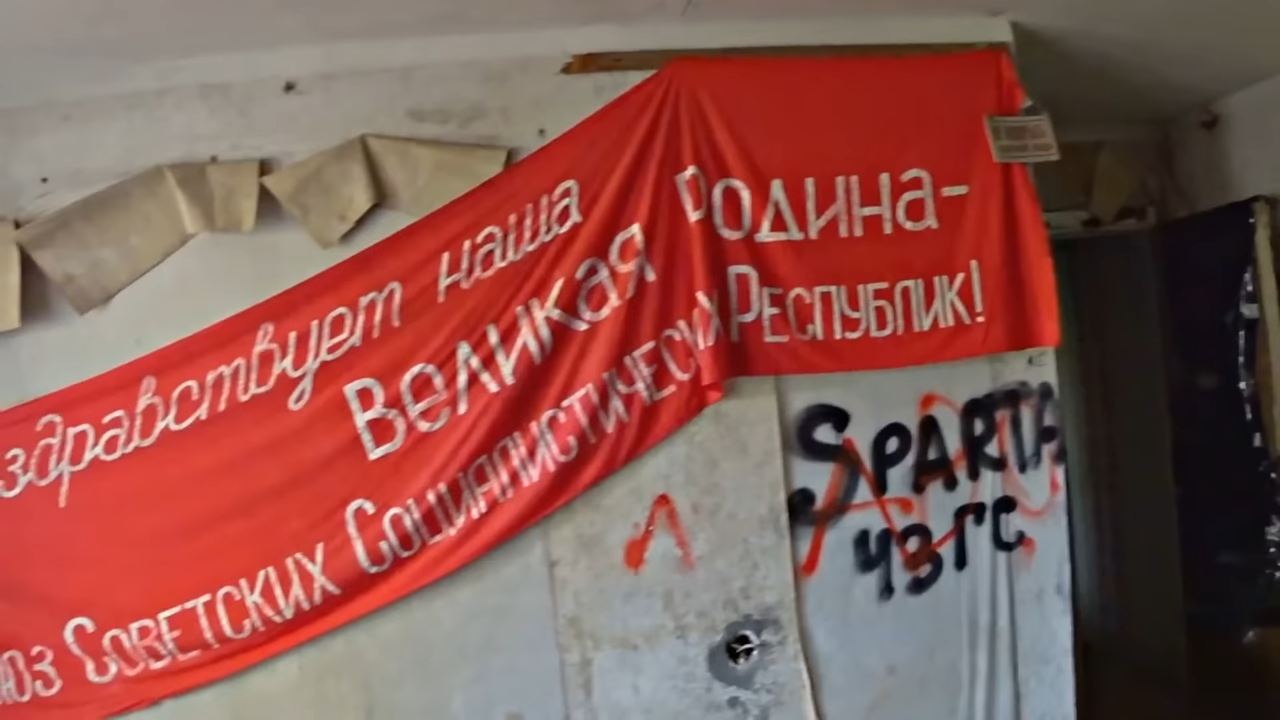 здравствует наша
Великая Родина-
юз Советских Социалистических Республик!
SPARTA
ЧЗГС